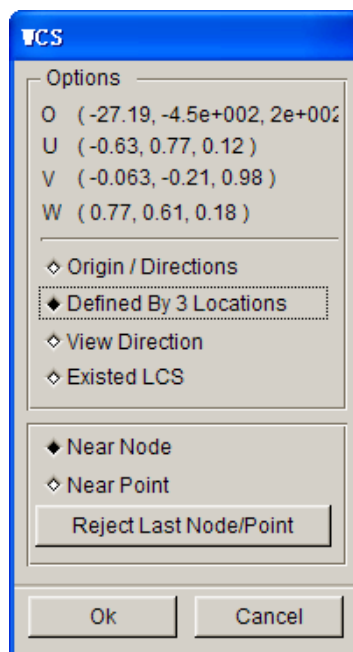 WCS
Options
O ( -27.19, -4.5e+002, 2e+002
U ( -0.63, 0.77, 0.12 )
V ( -0.063, -0.21, 0.98 )
W ( 0.77, 0.61, 0.18 )
Origin / Directions
Defined By 3 Locations
View Direction
Existed LCS
Near Node
Near Point
Reject Last Node/Point
Ok Cancel